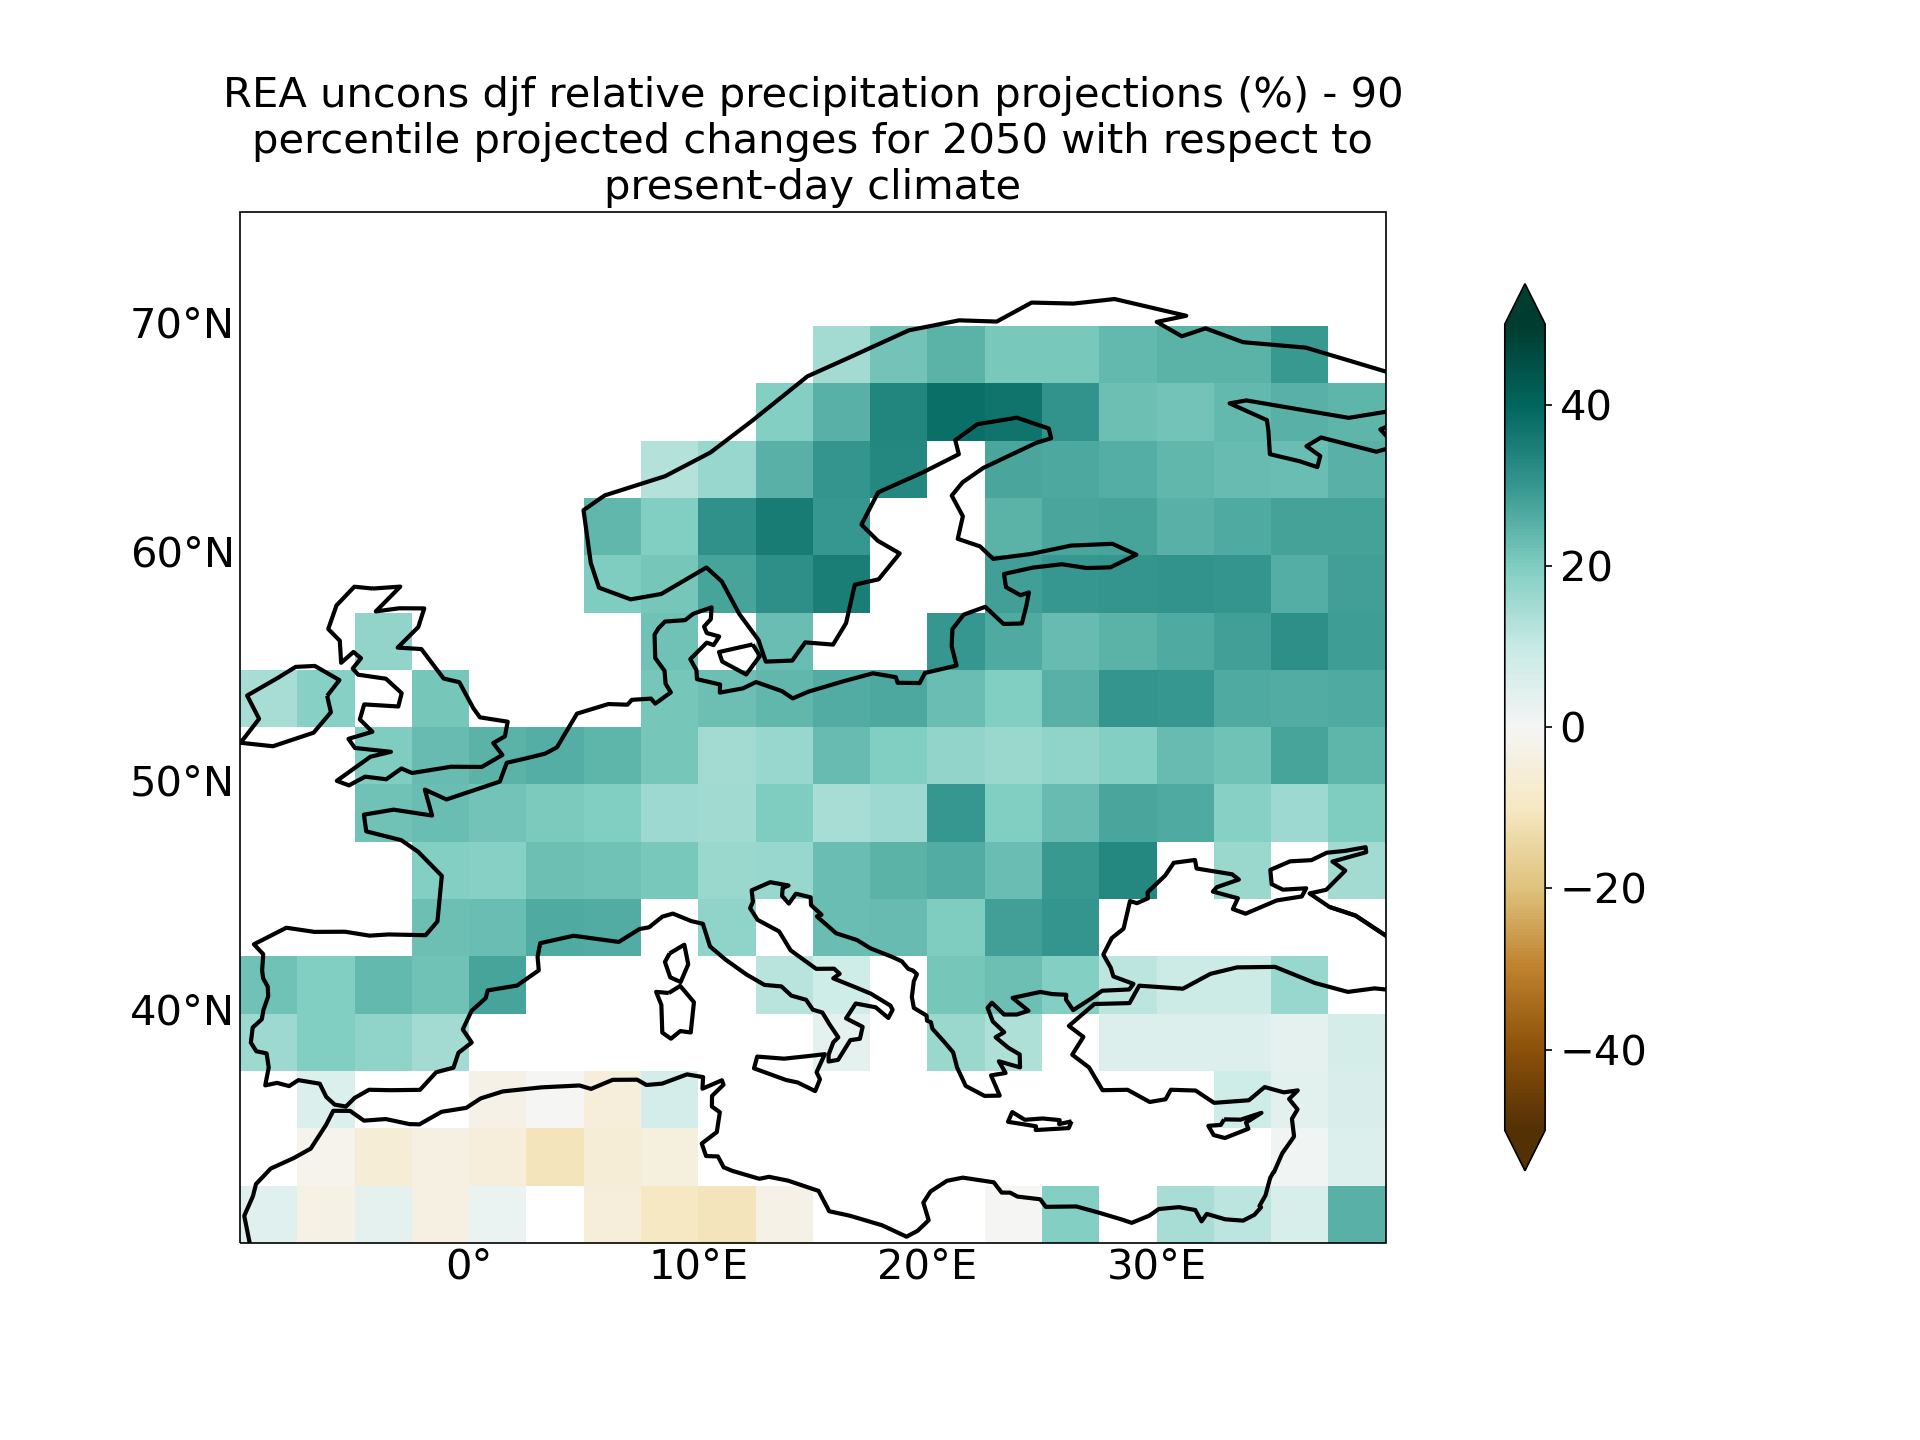 REA uncons djf relative precipitation projections (%) - 90
percentile projected changes for 2050 with respect to
present-day climate
70°N
60°N
50°N
40°N
0°
10°E
20°E
30°E
40
20
0
−20
−40